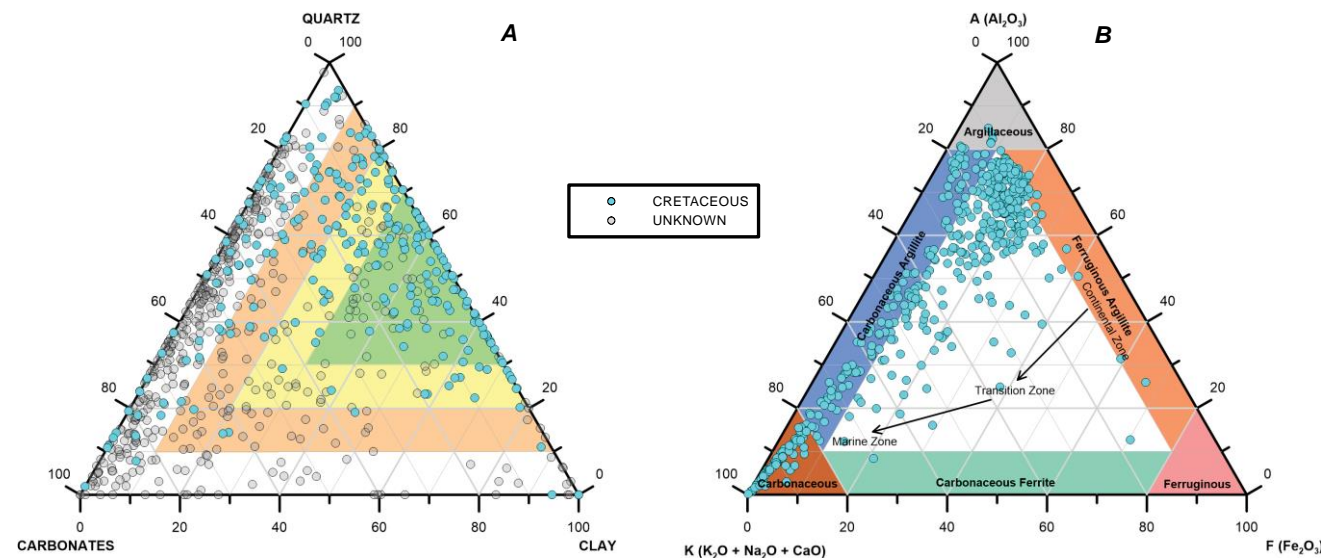 QUARTZ
A
0 100
20 80
40 60
60 40
80 20
100 0
0 20 40 60 80 100
CARBONATES CLAY
CRETACEOUS
UNKNOWN
A (Al₂O₃)
B
0 100
Argillaceous
20 80
40 60
Carbonaceous Argillite
Ferruginous Argillite
Continental Zone
60 40
Transition Zone
80 20
Marine Zone
100 0
Carbonaceous Carbonaceous Ferrite Ferruginous
0 20 40 60 80 100
K (K₂O + Na₂O + CaO) F (Fe₂O₃)